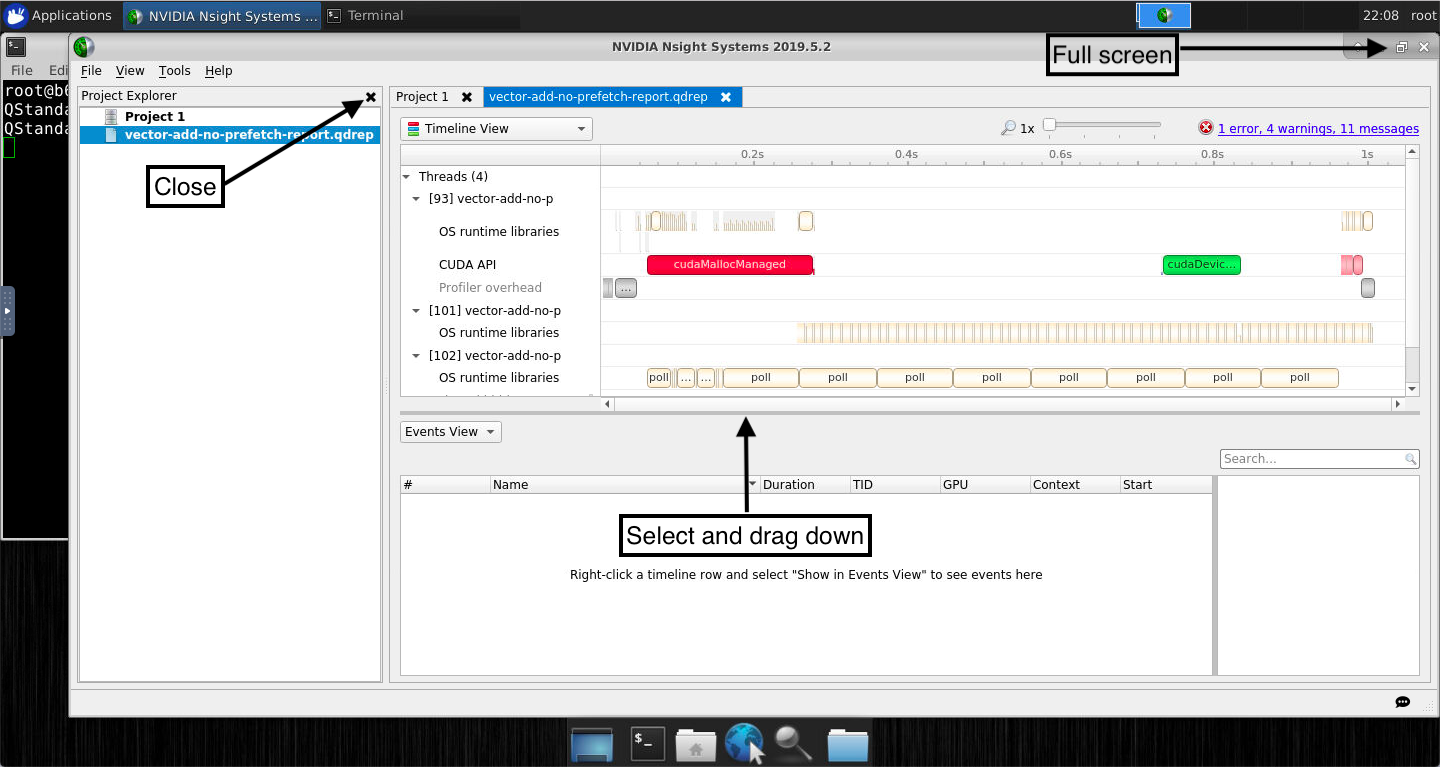 Applications
NVIDIA Nsight Systems ...
Terminal
22:08
root
NVIDIA Nsight Systems 2019.5.2
Full screen
File
File View Tools Help
root@b6
QStanda
QStanda
Project Explorer
Project 1
vector-add-no-prefetch-report.qdrep
Close
Project 1
vector-add-no-prefetch-report.qdrep
Timeline View
1x
1 error, 4 warnings, 11 messages
0.2s 0.4s 0.6s 0.8s 1s
Threads (4)
[93] vector-add-no-p
OS runtime libraries
CUDA API
cudaMallocManaged
cudaDevic...
Profiler overhead
...
[101] vector-add-no-p
OS runtime libraries
[102] vector-add-no-p
OS runtime libraries
poll ... ... poll poll poll poll poll poll poll poll
Events View
Search...
# Name Duration TID GPU Context Start
Select and drag down
Right-click a timeline row and select "Show in Events View" to see events here